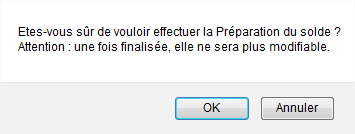 Etes-vous sûr de vouloir effectuer la Préparation du solde ?
Attention : une fois finalisée, elle ne sera plus modifiable.
OK
Annuler